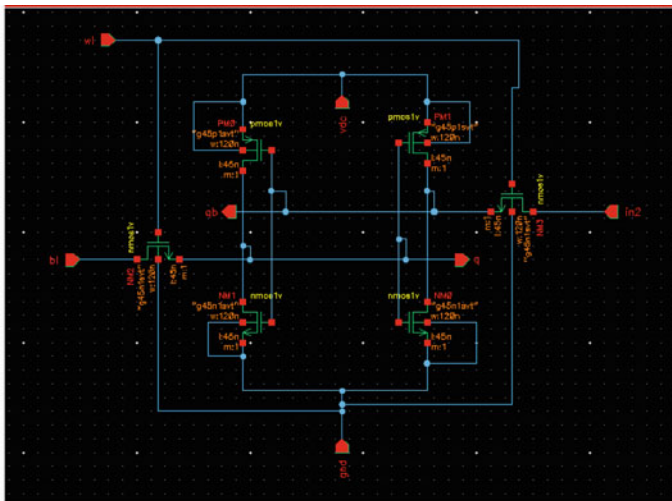 wl
pmos1v
pmos1v
PM0
vdc
PM1
"g45p1svt"
"g45p1svt"
w:120n
w:120n
l:45n
l:45n
m:1
m:1
nmos1v
qb
m:1
l:45n
w:120n
"g45n1svt"
NM3
nmos1v
in2
bl
NM2
"g45n1svt"
w:120n
l:45n
m:1
q
NM1
nmos1v
nmos1v
NM0
"g45n1svt"
"g45n1svt"
w:120n
w:120n
l:45n
l:45n
m:1
m:1
gnd